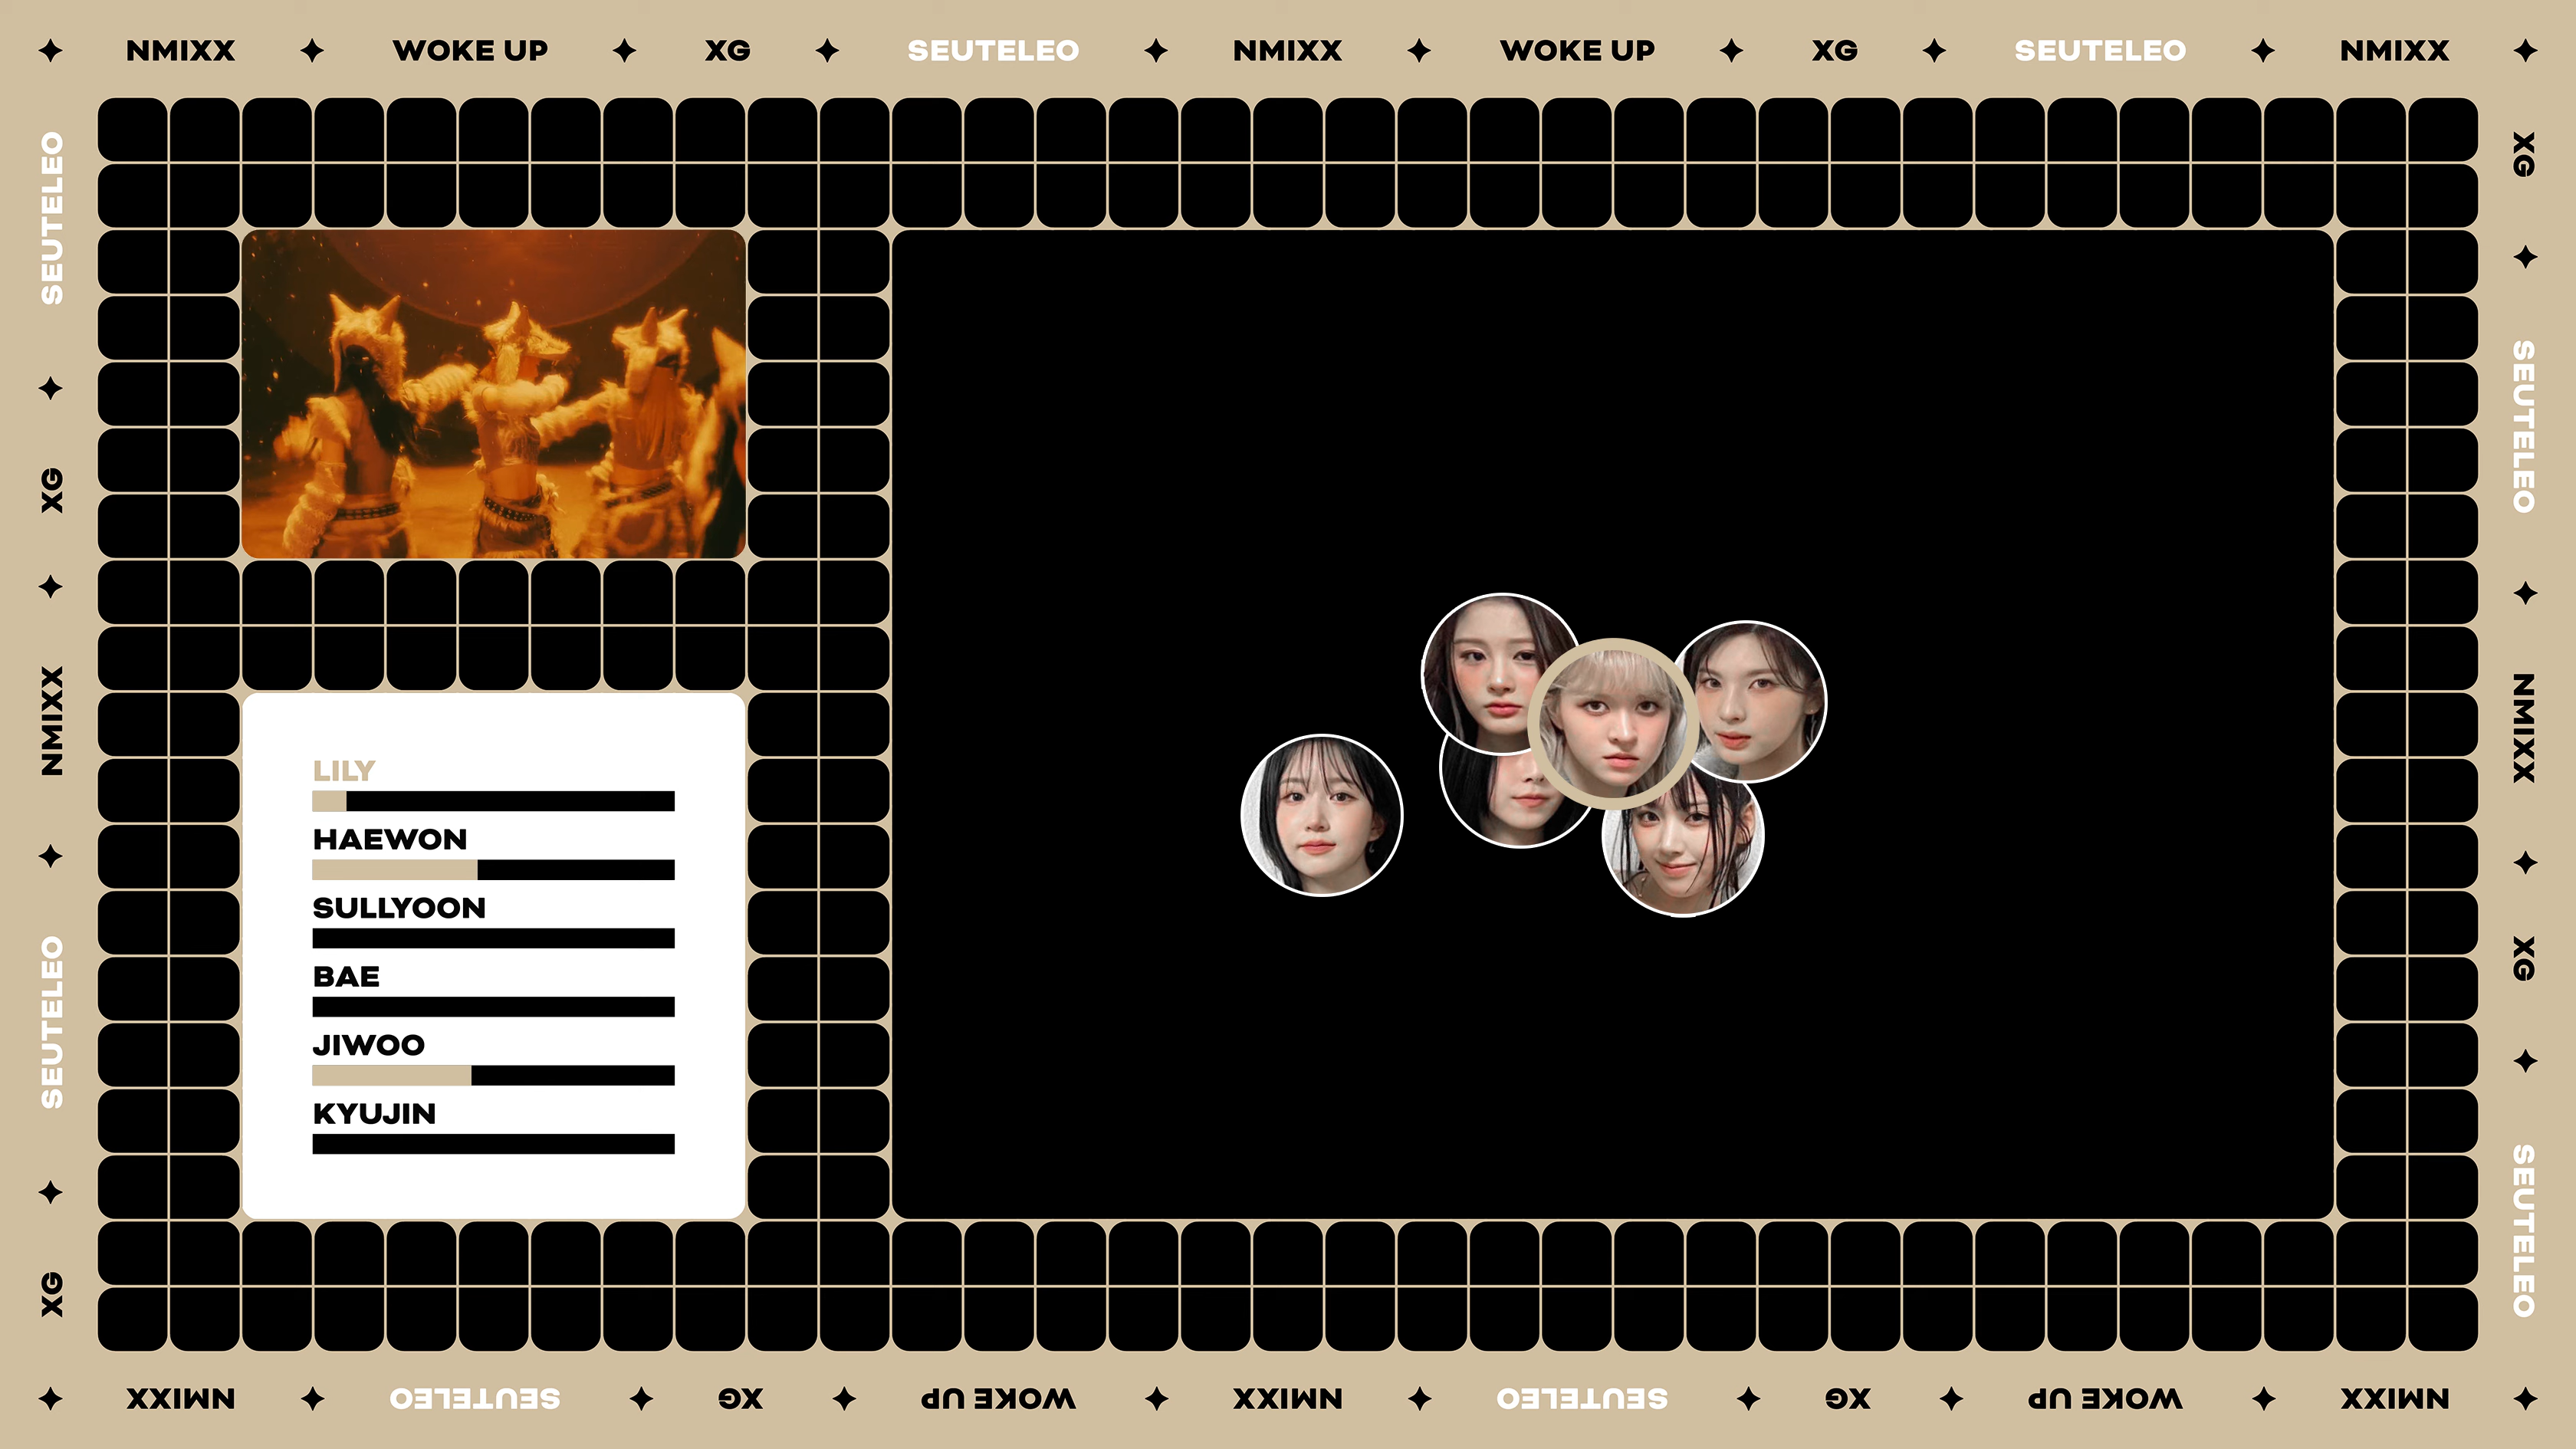 NMIXX ✦ WOKE UP ✦ XG ✦ SEUTELEO ✦ NMIXX ✦ WOKE UP ✦ XG ✦ SEUTELEO ✦ NMIXX
XG ✦ SEUTELEO ✦ NMIXX ✦ XG ✦ SEUTELEO
NMIXX ✦ WOKE UP ✦ XG ✦ SEUTELEO ✦ NMIXX ✦ WOKE UP ✦ XG ✦ SEUTELEO ✦ NMIXX
XG ✦ SEUTELEO ✦ NMIXX ✦ XG ✦ SEUTELEO
LILY
HAEWON
SULLYOON
BAE
JIWOO
KYUJIN